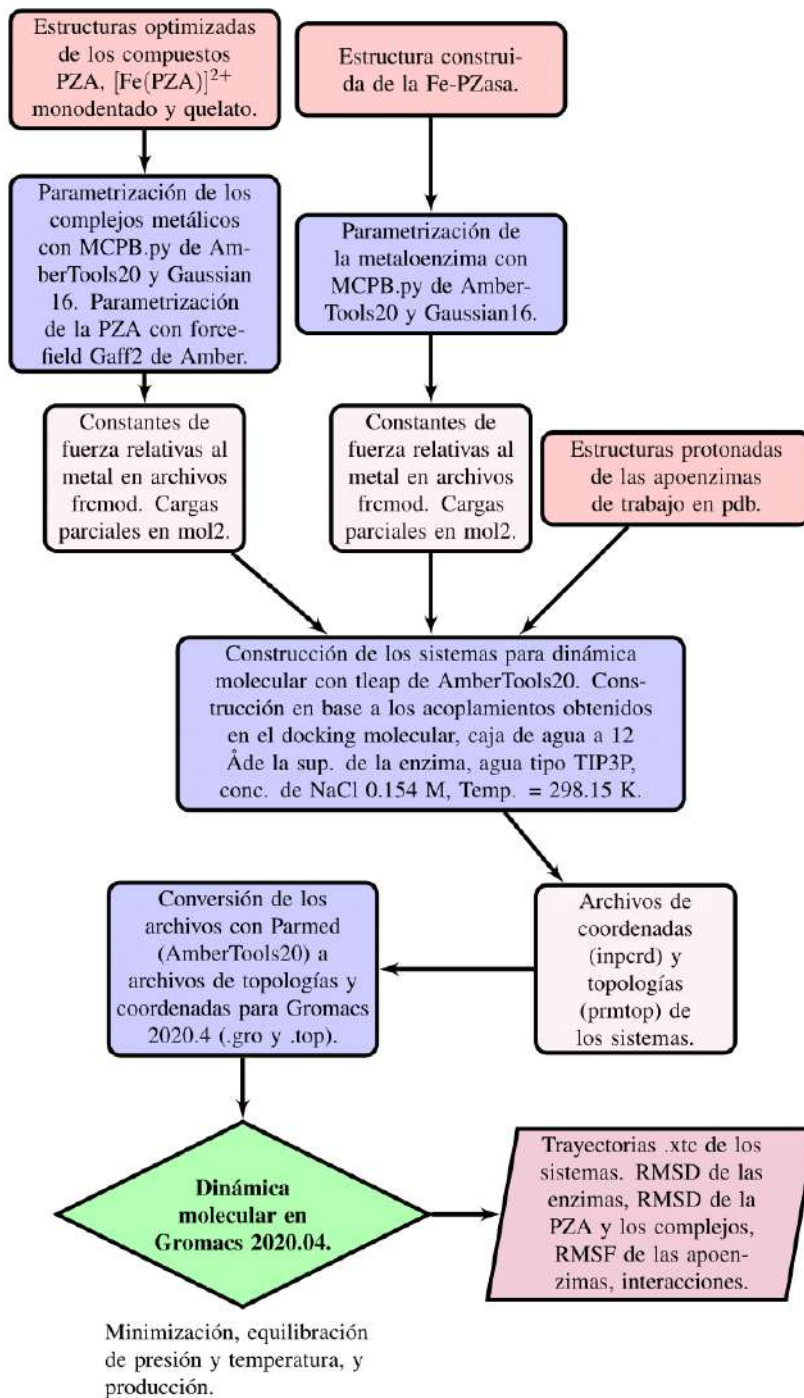 Estructuras optimizadas
de los compuestos
PZA, [Fe(PZA)]²⁺
monodentado y quelato.
Estructura construi-
da de la Fe-PZasa.
Parametrización de los
complejos metálicos
con MCPB.py de Am-
berTools20 y Gaussian
16. Parametrización
de la PZA con force-
field Gaff2 de Amber.
Parametrización de
la metaloenzima con
MCPB.py de Amber-
Tools20 y Gaussian16.
Constantes de
fuerza relativas al
metal en archivos
frcmod. Cargas
parciales en mol2.
Constantes de
fuerza relativas al
metal en archivos
frcmod. Cargas
parciales en mol2.
Estructuras protonadas
de las apoenzimas
de trabajo en pdb.
Construcción de los sistemas para dinámica
molecular con tleap de AmberTools20. Cons-
trucción en base a los acoplamientos obtenidos
en el docking molecular, caja de agua a 12
Åde la sup. de la enzima, agua tipo TIP3P,
conc. de NaCl 0.154 M, Temp. = 298.15 K.
Archivos de
coordenadas
(inpcrd) y
topologías
(prmtop) de
los sistemas.
Conversión de los
archivos con Parmed
(AmberTools20) a
archivos de topologías y
coordenadas para Gromacs
2020.4 (.gro y .top).
Dinámica
molecular en
Gromacs 2020.04.
Trayectorias .xtc de los
sistemas. RMSD de las
enzimas, RMSD de la
PZA y los complejos,
RMSF de las apoen-
zimas, interacciones.
Minimización, equilibración
de presión y temperatura, y
producción.